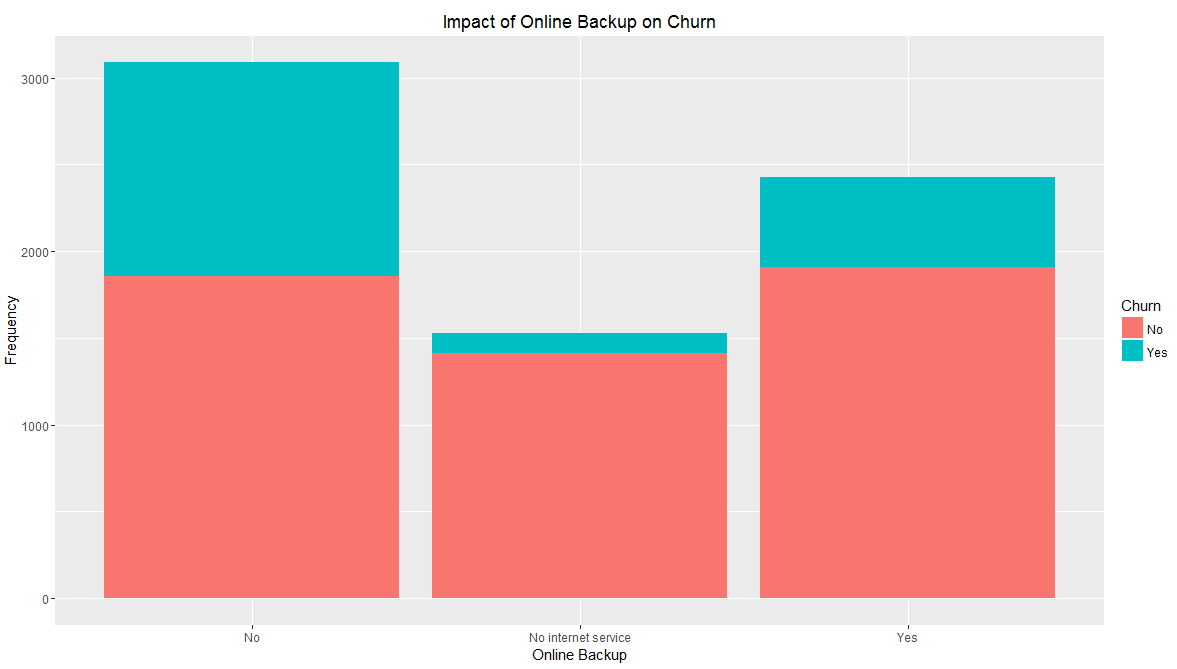 Impact of Online Backup on Churn
3000
2000
1000
0
Frequency
No
No internet service
Yes
Online Backup
Churn
No
Yes